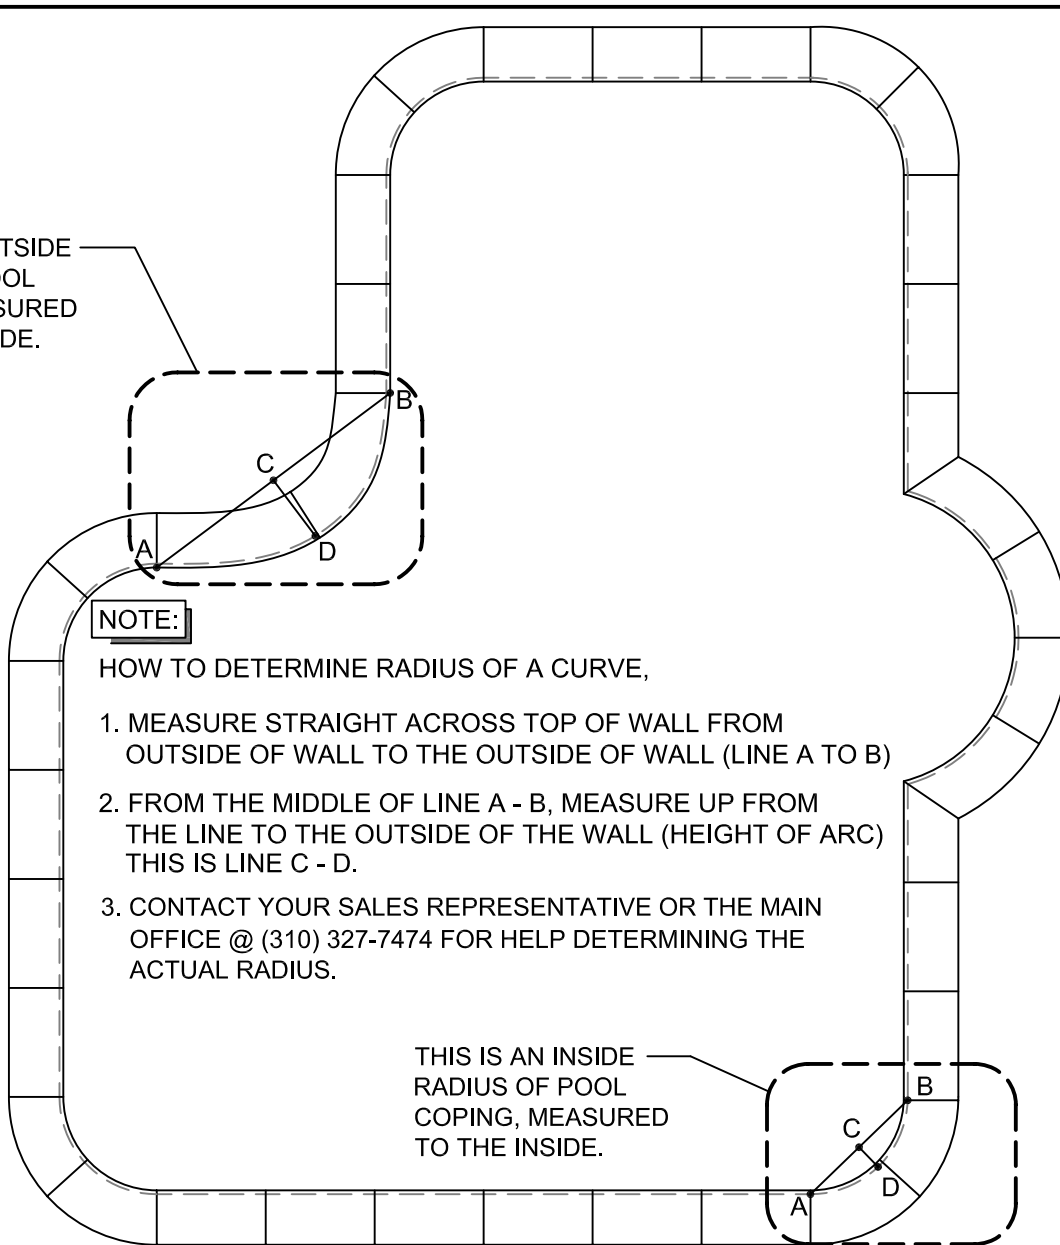 TSIDE
OOL
SURED
DE.
B
C
A
D
NOTE:
HOW TO DETERMINE RADIUS OF A CURVE,
1. MEASURE STRAIGHT ACROSS TOP OF WALL FROM
OUTSIDE OF WALL TO THE OUTSIDE OF WALL (LINE A TO B)
2. FROM THE MIDDLE OF LINE A - B, MEASURE UP FROM
THE LINE TO THE OUTSIDE OF THE WALL (HEIGHT OF ARC)
THIS IS LINE C - D.
3. CONTACT YOUR SALES REPRESENTATIVE OR THE MAIN
OFFICE @ (310) 327-7474 FOR HELP DETERMINING THE
ACTUAL RADIUS.
THIS IS AN INSIDE
RADIUS OF POOL
COPING, MEASURED
TO THE INSIDE.
B
C
D
A